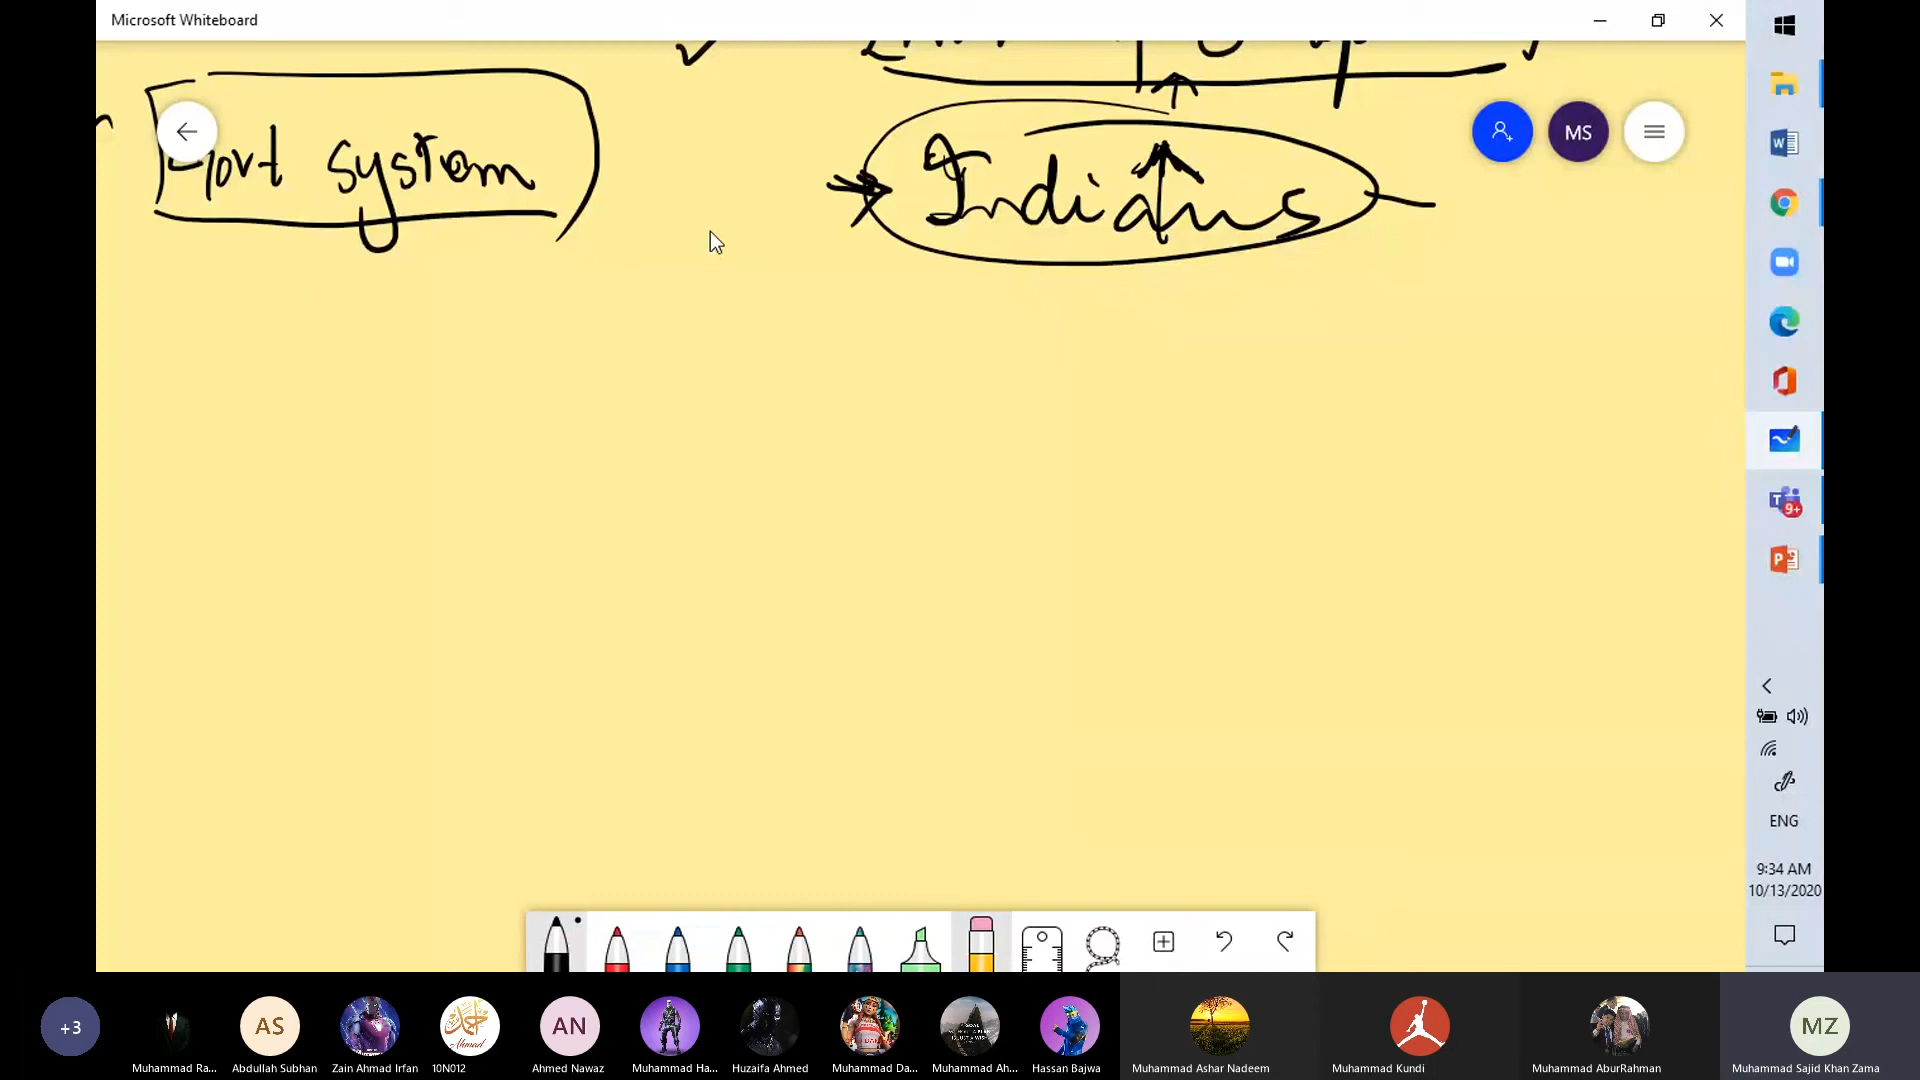 Microsoft Whiteboard
system
Indians
MS
9+
ENG
9:34 AM
10/13/2020
+3
AS
AN
MZ
Muhammad Ra...
Abdullah Subhan
Zain Ahmad Irfan
10N012
Ahmed Nawaz
Muhammad Ha...
Huzaifa Ahmed
Muhammad Da...
Muhammad Ah...
Hassan Bajwa
Muhammad Ashar Nadeem
Muhammad Kundi
Muhammad AburRahman
Muhammad Sajid Khan Zama